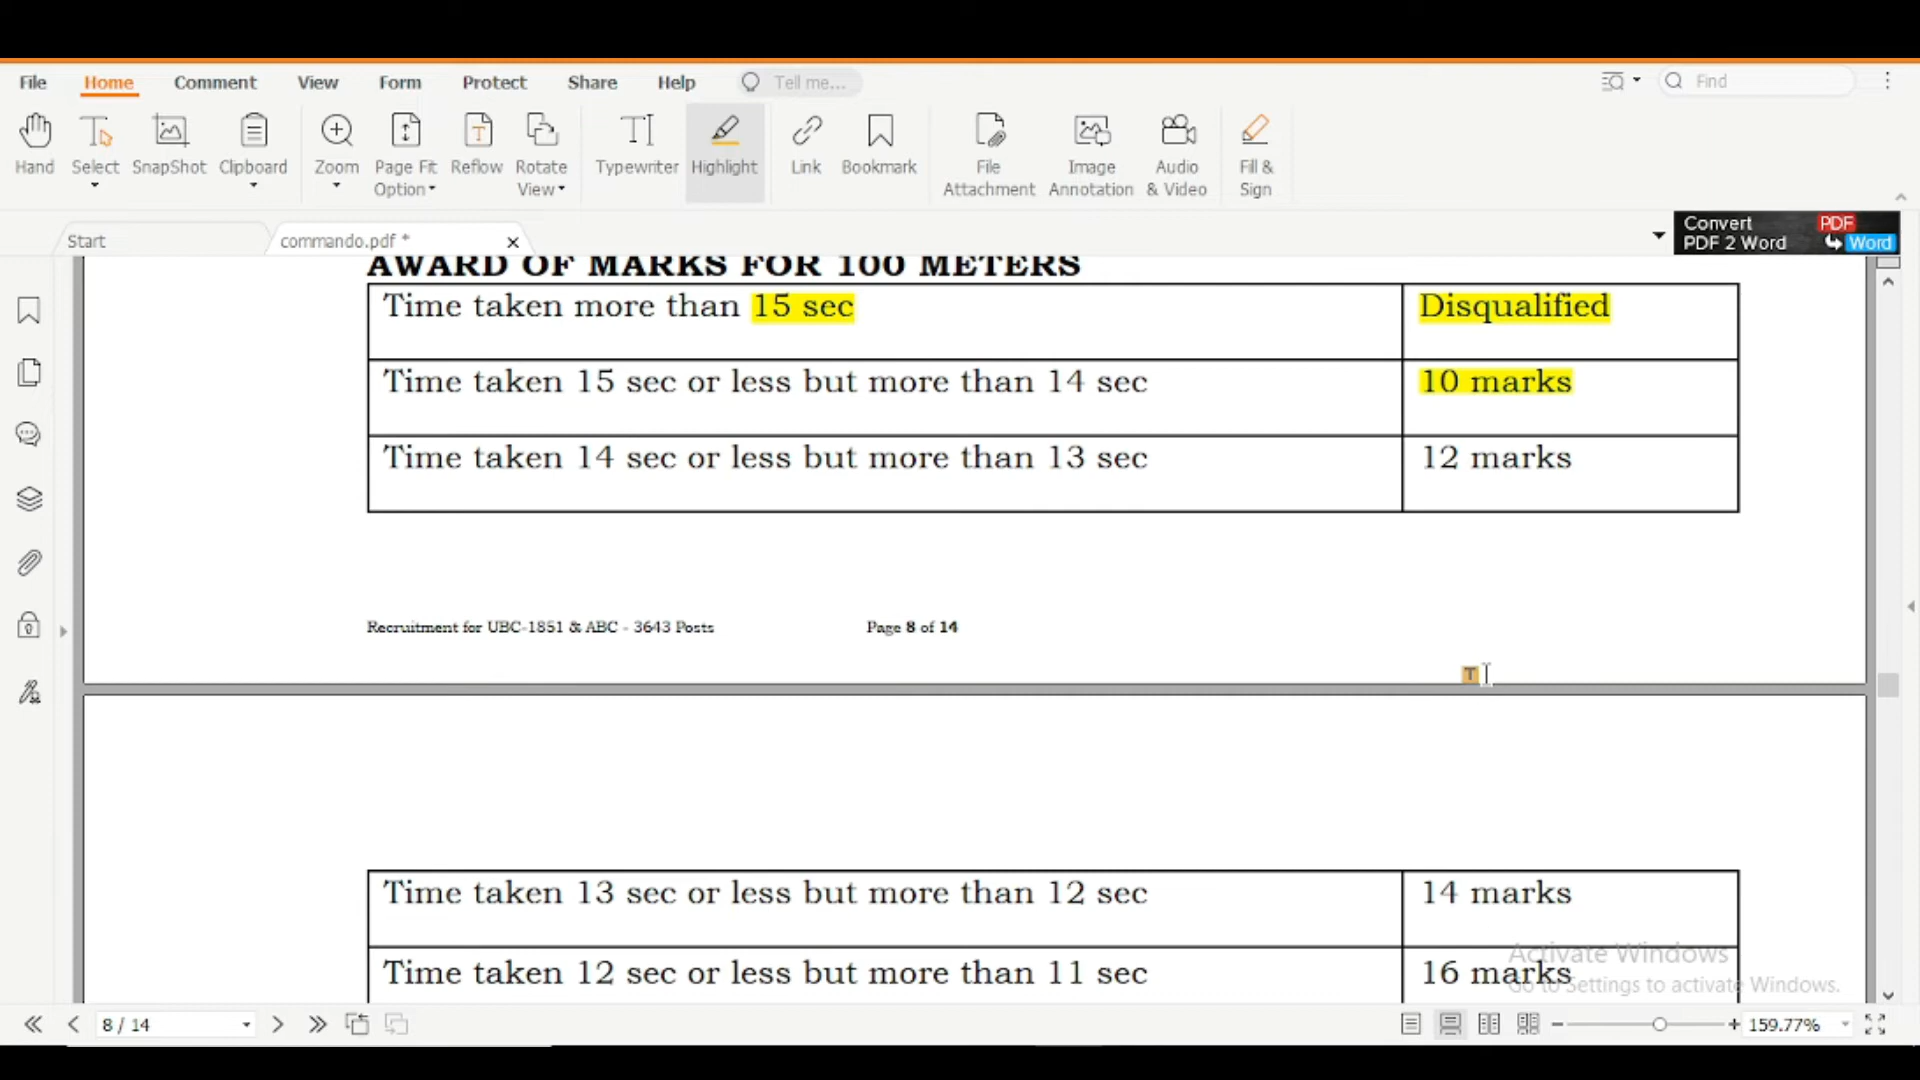 File Home Comment View Form Protect Share Help Tell me... Find
Hand Select SnapShot Clipboard Zoom Page Fit Option Reflow Rotate View Typewriter Highlight Link Bookmark File Attachment Image Annotation Audio & Video Fill & Sign
Start commando.pdf * Convert PDF 2 Word PDF Word
AWARD OF MARKS FOR 100 METERS
Time taken more than 15 sec Disqualified
Time taken 15 sec or less but more than 14 sec 10 marks
Time taken 14 sec or less but more than 13 sec 12 marks
Recruitment for UBC-1851 & ABC - 3643 Posts Page 8 of 14
T
Time taken 13 sec or less but more than 12 sec 14 marks
Activate Windows
Time taken 12 sec or less but more than 11 sec 16 marks
Go to Settings to activate Windows.
8 / 14 159.77%